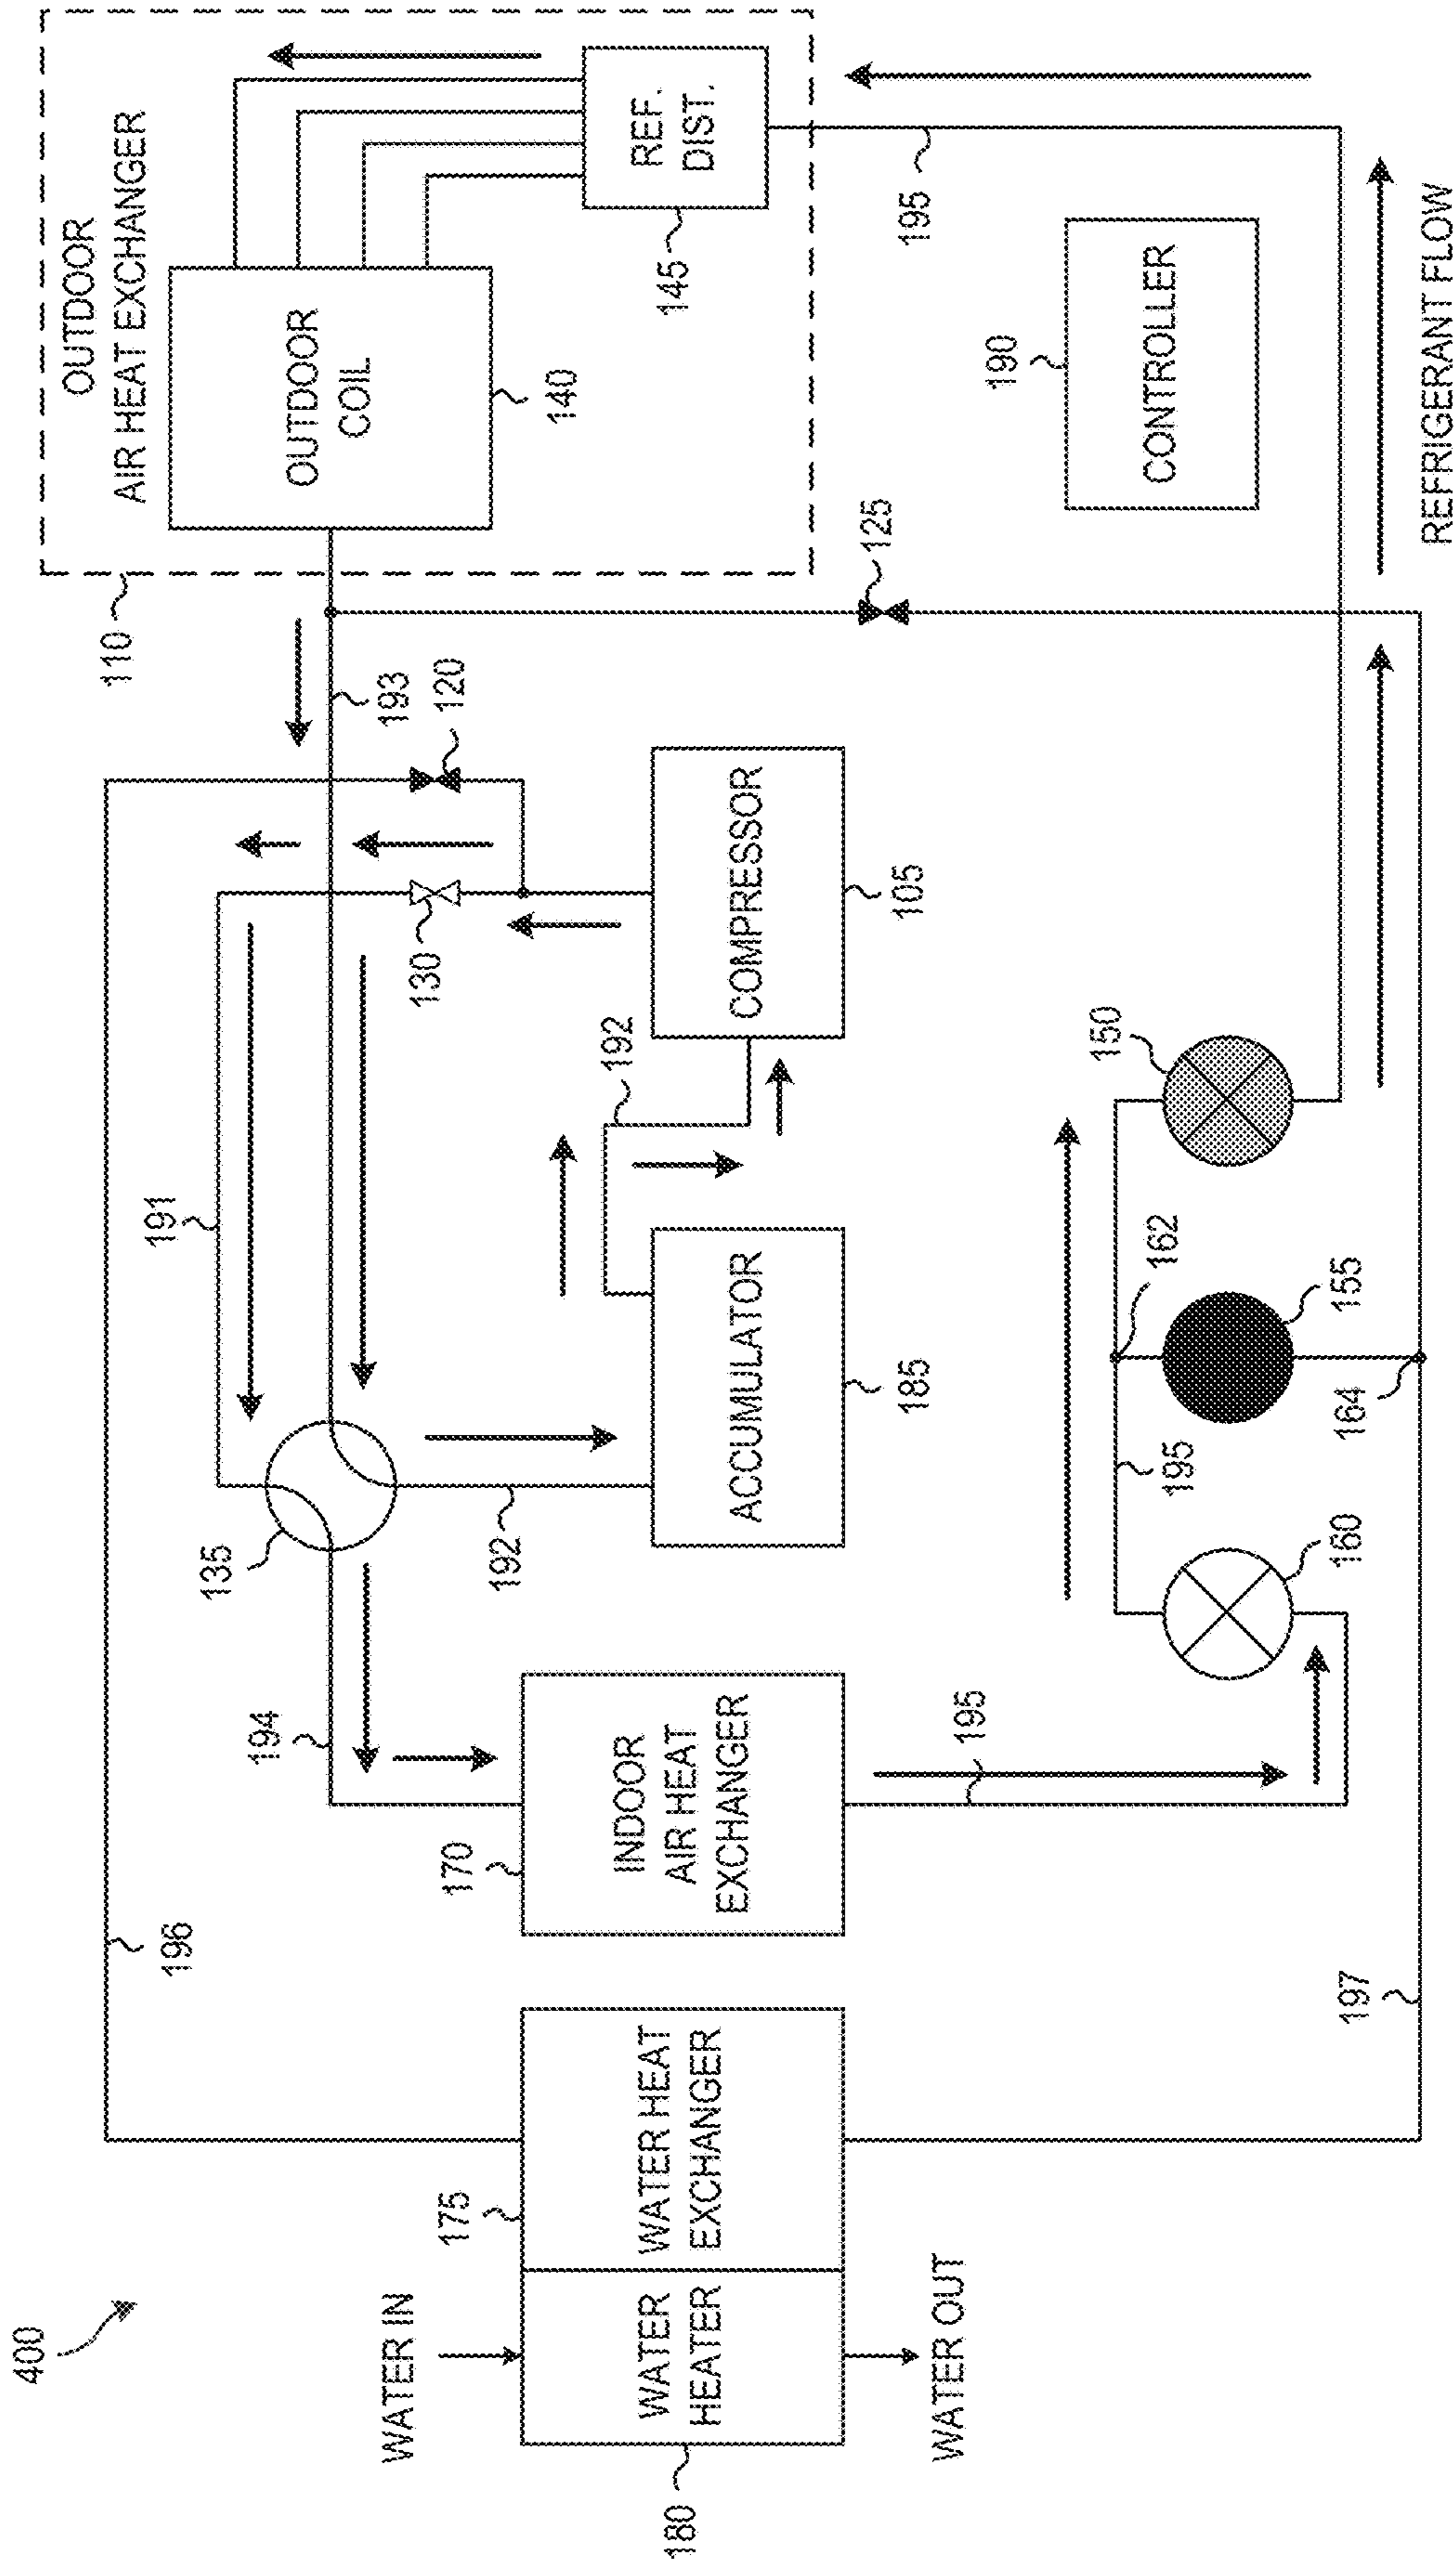 400
OUTDOOR
AIR HEAT EXCHANGER
110
OUTDOOR
COIL
140
REF.
DIST.
145
195
193
120
125
196
191
130
135
192
192
COMPRESSOR
105
ACCUMULATOR
185
194
170
INDOOR
AIR HEAT
EXCHANGER
195
175
WATER HEAT
EXCHANGER
WATER IN
WATER
HEATER
180
WATER OUT
190
CONTROLLER
150
162
155
164
195
160
197
REFRIGERANT FLOW